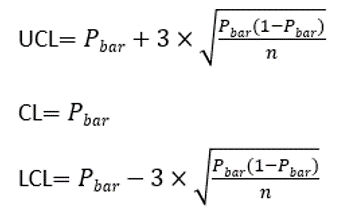 UCL= P_bar + 3 × √(P_bar(1−P_bar)/n)
CL= P_bar
LCL= P_bar − 3 × √(P_bar(1−P_bar)/n)